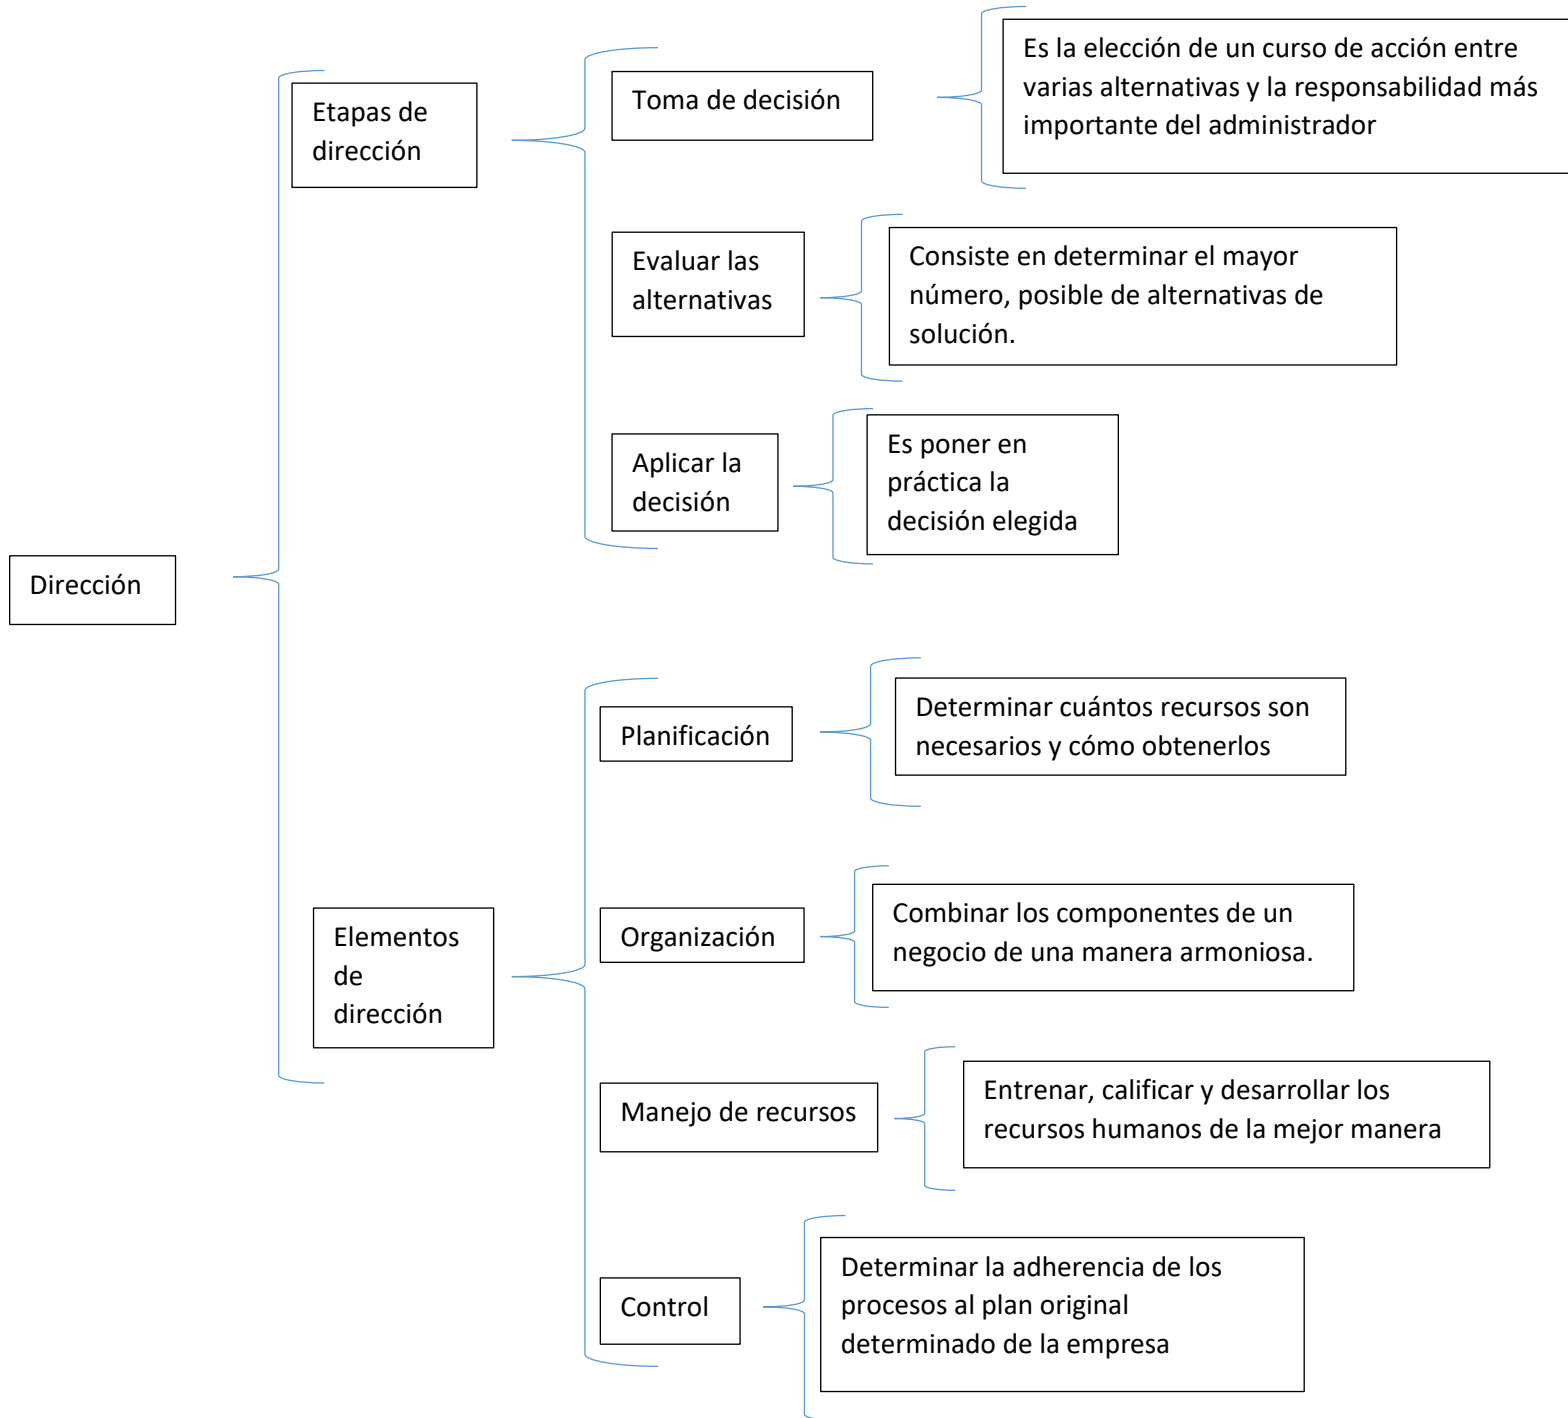 Dirección
Etapas de
dirección
Toma de decisión
Es la elección de un curso de acción entre
varias alternativas y la responsabilidad más
importante del administrador
Evaluar las
alternativas
Consiste en determinar el mayor
número, posible de alternativas de
solución.
Aplicar la
decisión
Es poner en
práctica la
decisión elegida
Elementos
de
dirección
Planificación
Determinar cuántos recursos son
necesarios y cómo obtenerlos
Organización
Combinar los componentes de un
negocio de una manera armoniosa.
Manejo de recursos
Entrenar, calificar y desarrollar los
recursos humanos de la mejor manera
Control
Determinar la adherencia de los
procesos al plan original
determinado de la empresa